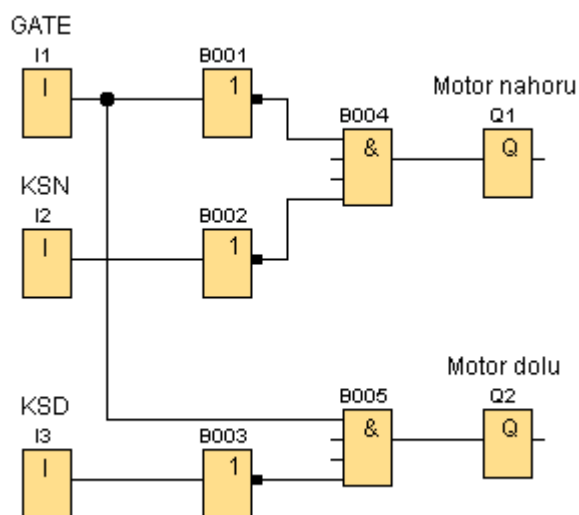 GATE
I1
I
B001
1
Motor nahoru
B004
&
Q1
Q
KSN
I2
I
B002
1
Motor dolu
B005
&
Q2
Q
KSD
I3
I
B003
1